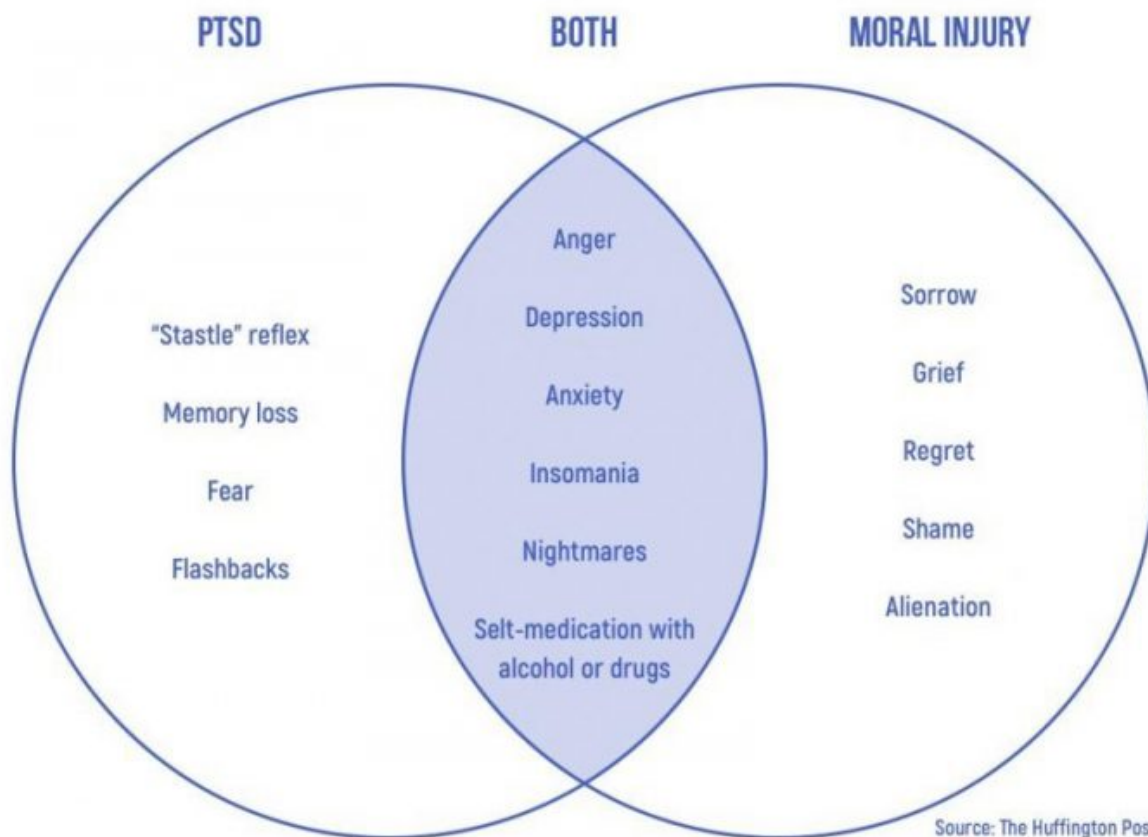 PTSD
BOTH
MORAL INJURY
"Stastle" reflex
Memory loss
Fear
Flashbacks
Anger
Depression
Anxiety
Insomania
Nightmares
Selt-medication with
alcohol or drugs
Sorrow
Grief
Regret
Shame
Alienation
Source: The Huffington